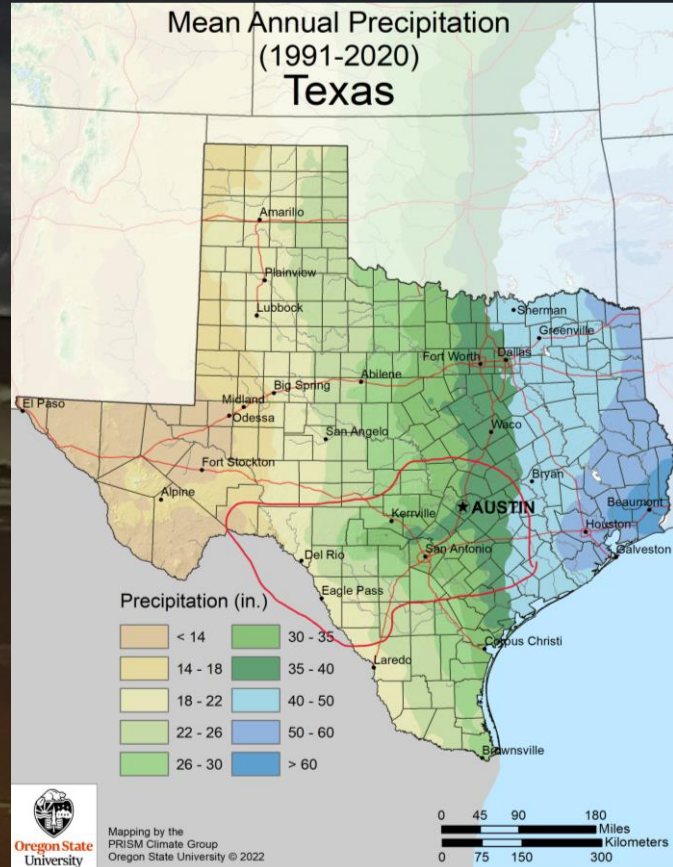 Mean Annual Precipitation
(1991-2020)
Texas
Amarillo
Plainview
Lubbock
Sherman
Greenville
Fort Worth
Dallas
Abilene
Big Spring
Midland
Odessa
El Paso
Waco
San Angelo
Fort Stockton
Bryan
Alpine
AUSTIN
Beaumont
Kerrville
Houston
San Antonio
Galveston
Del Rio
Eagle Pass
Corpus Christi
Laredo
Brownsville
Precipitation (in.)
< 14
14 - 18
18 - 22
22 - 26
26 - 30
30 - 35
35 - 40
40 - 50
50 - 60
> 60
Oregon State
University
Mapping by the
PRISM Climate Group
Oregon State University © 2022
0 45 90 180
Miles
Kilometers
0 75 150 300